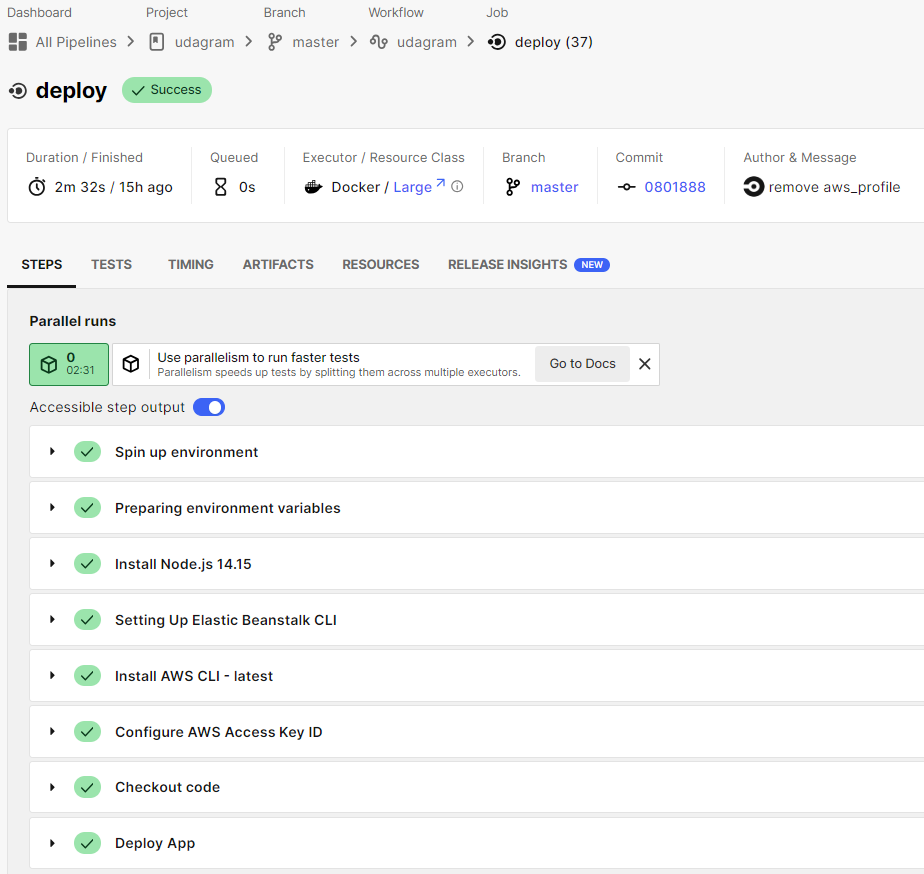 Dashboard Project Branch Workflow Job
All Pipelines udagram master udagram deploy (37)
deploy Success
Duration / Finished Queued Executor / Resource Class Branch Commit Author & Message
2m 32s / 15h ago 0s Docker / Large master 0801888 remove aws_profile
STEPS TESTS TIMING ARTIFACTS RESOURCES RELEASE INSIGHTS NEW
Parallel runs
0
02:31
Use parallelism to run faster tests
Parallelism speeds up tests by splitting them across multiple executors.
Go to Docs
Accessible step output
Spin up environment
Preparing environment variables
Install Node.js 14.15
Setting Up Elastic Beanstalk CLI
Install AWS CLI - latest
Configure AWS Access Key ID
Checkout code
Deploy App